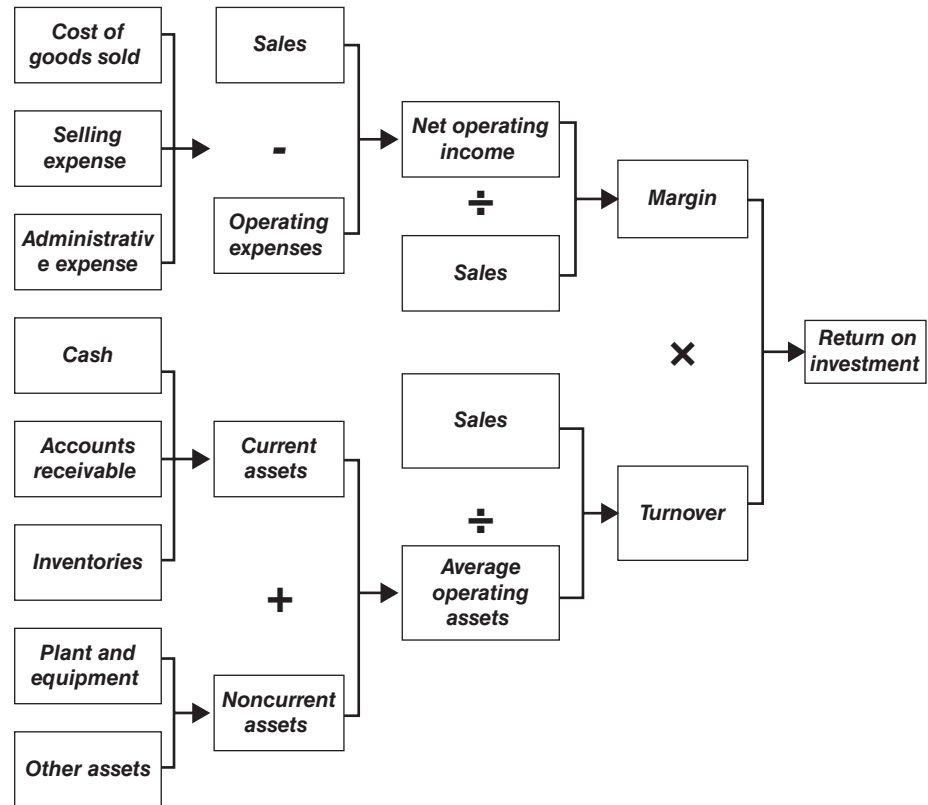 Cost of
goods sold
Selling
expense
Administrativ
e expense
Sales
-
Operating
expenses
Net operating
income
÷
Sales
Margin
Cash
Accounts
receivable
Inventories
Current
assets
+
Plant and
equipment
Other assets
Noncurrent
assets
Sales
÷
Average
operating
assets
Turnover
×
Return on
investment